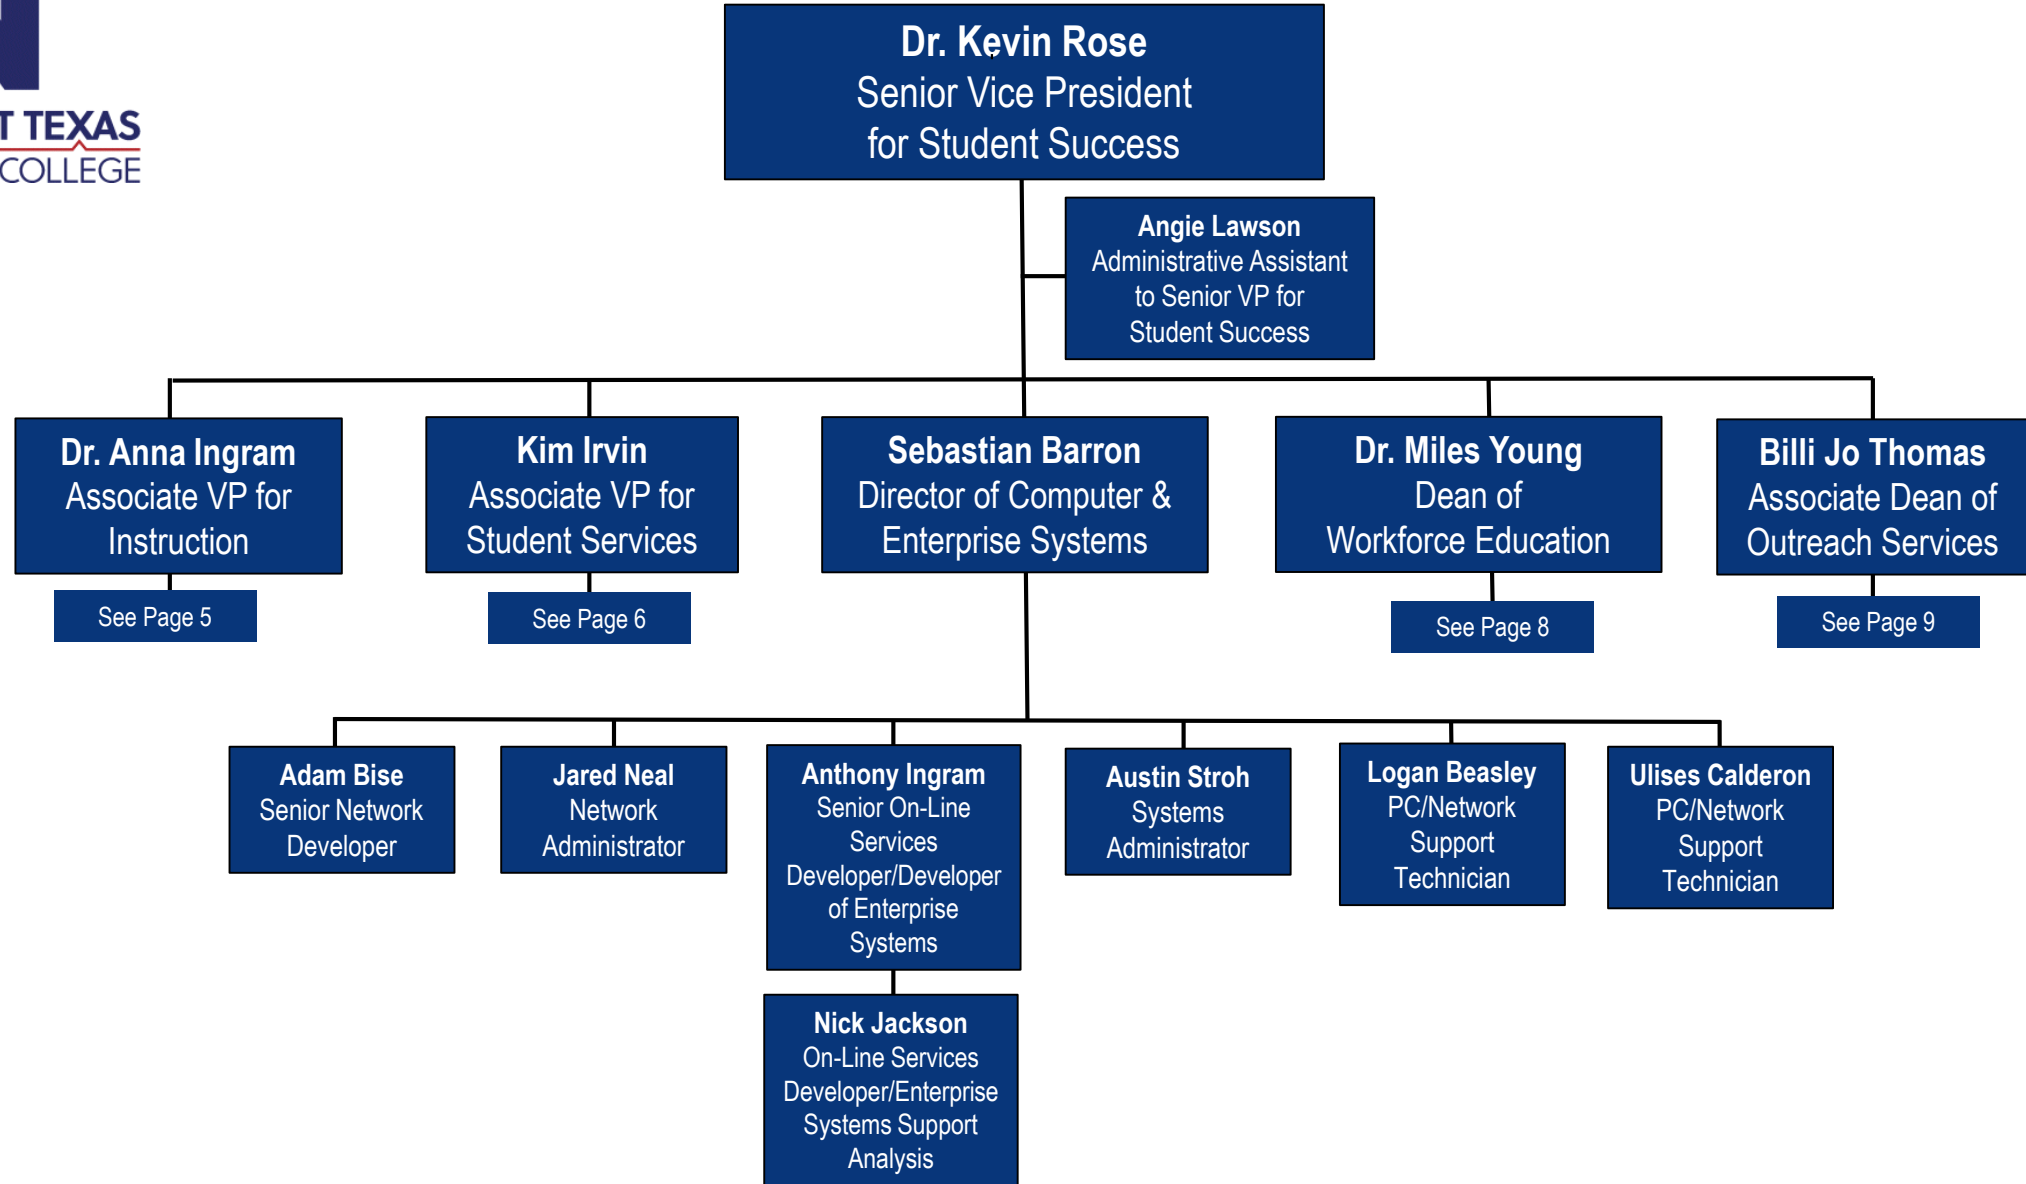 T TEXAS
COLLEGE
Dr. Kevin Rose
Senior Vice President
for Student Success
Angie Lawson
Administrative Assistant
to Senior VP for
Student Success
Dr. Anna Ingram
Associate VP for
Instruction
See Page 5
Kim Irvin
Associate VP for
Student Services
See Page 6
Sebastian Barron
Director of Computer &
Enterprise Systems
Dr. Miles Young
Dean of
Workforce Education
See Page 8
Billi Jo Thomas
Associate Dean of
Outreach Services
See Page 9
Adam Bise
Senior Network
Developer
Jared Neal
Network
Administrator
Anthony Ingram
Senior On-Line
Services
Developer/Developer
of Enterprise
Systems
Nick Jackson
On-Line Services
Developer/Enterprise
Systems Support
Analysis
Austin Stroh
Systems
Administrator
Logan Beasley
PC/Network
Support
Technician
Ulises Calderon
PC/Network
Support
Technician